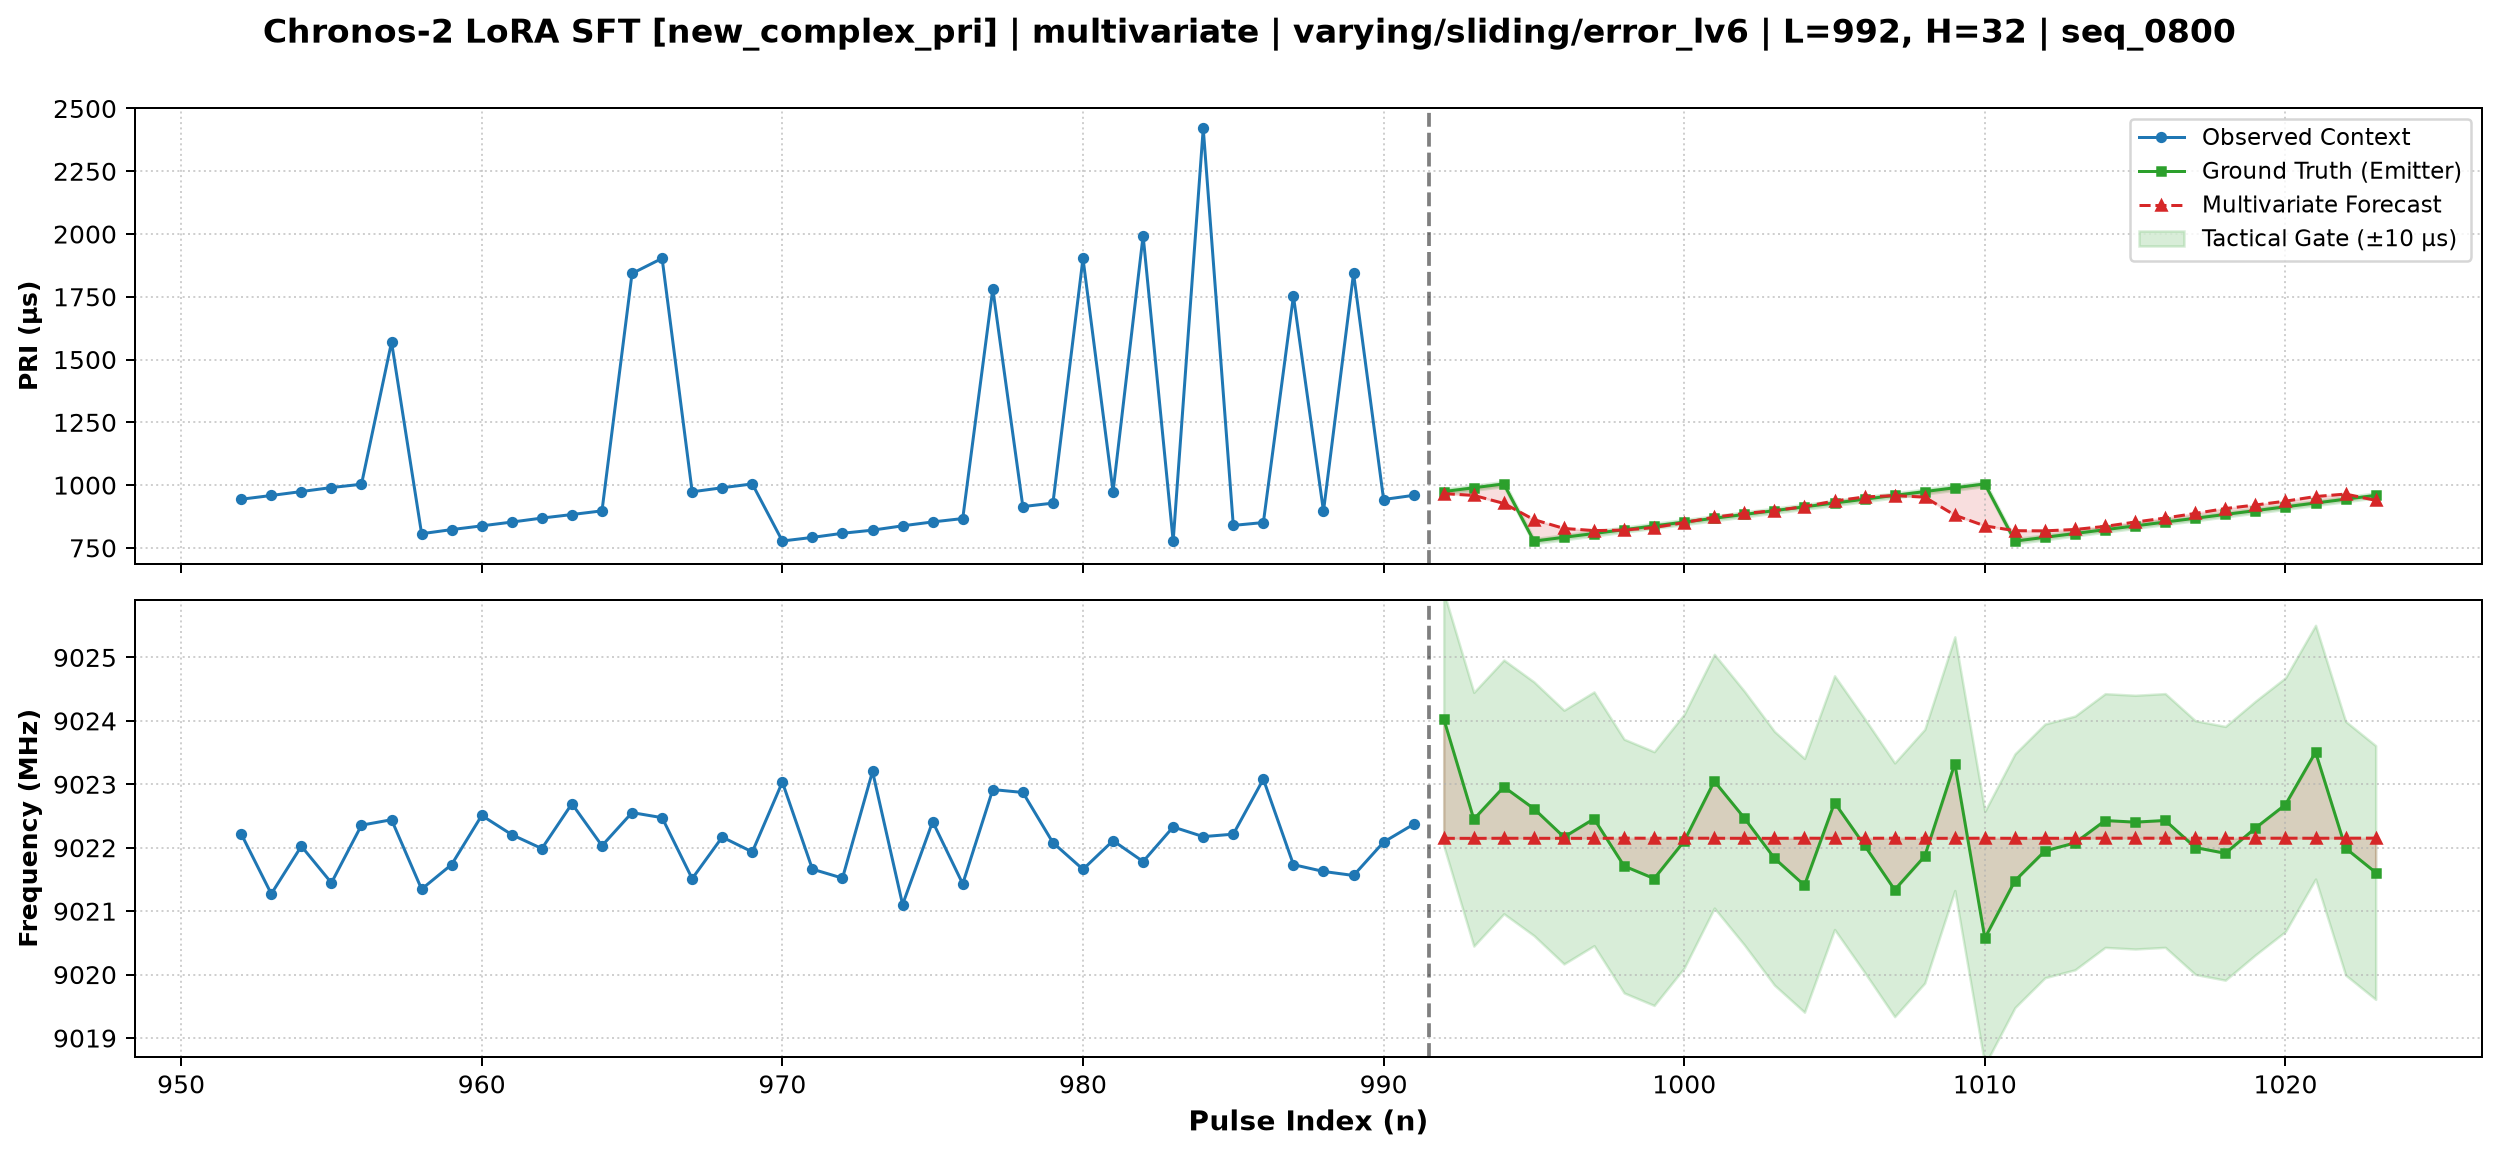 Chronos-2 LoRA SFT [new_complex_pri] | multivariate | varying/sliding/error_lv6 | L=992, H=32 | seq_0800
2500
2250
2000
1750
1500
1250
1000
750
PRI (µs)
Observed Context
Ground Truth (Emitter)
Multivariate Forecast
Tactical Gate (±10 µs)
9025
9024
9023
9022
9021
9020
9019
Frequency (MHz)
950 960 970 980 990 1000 1010 1020
Pulse Index (n)